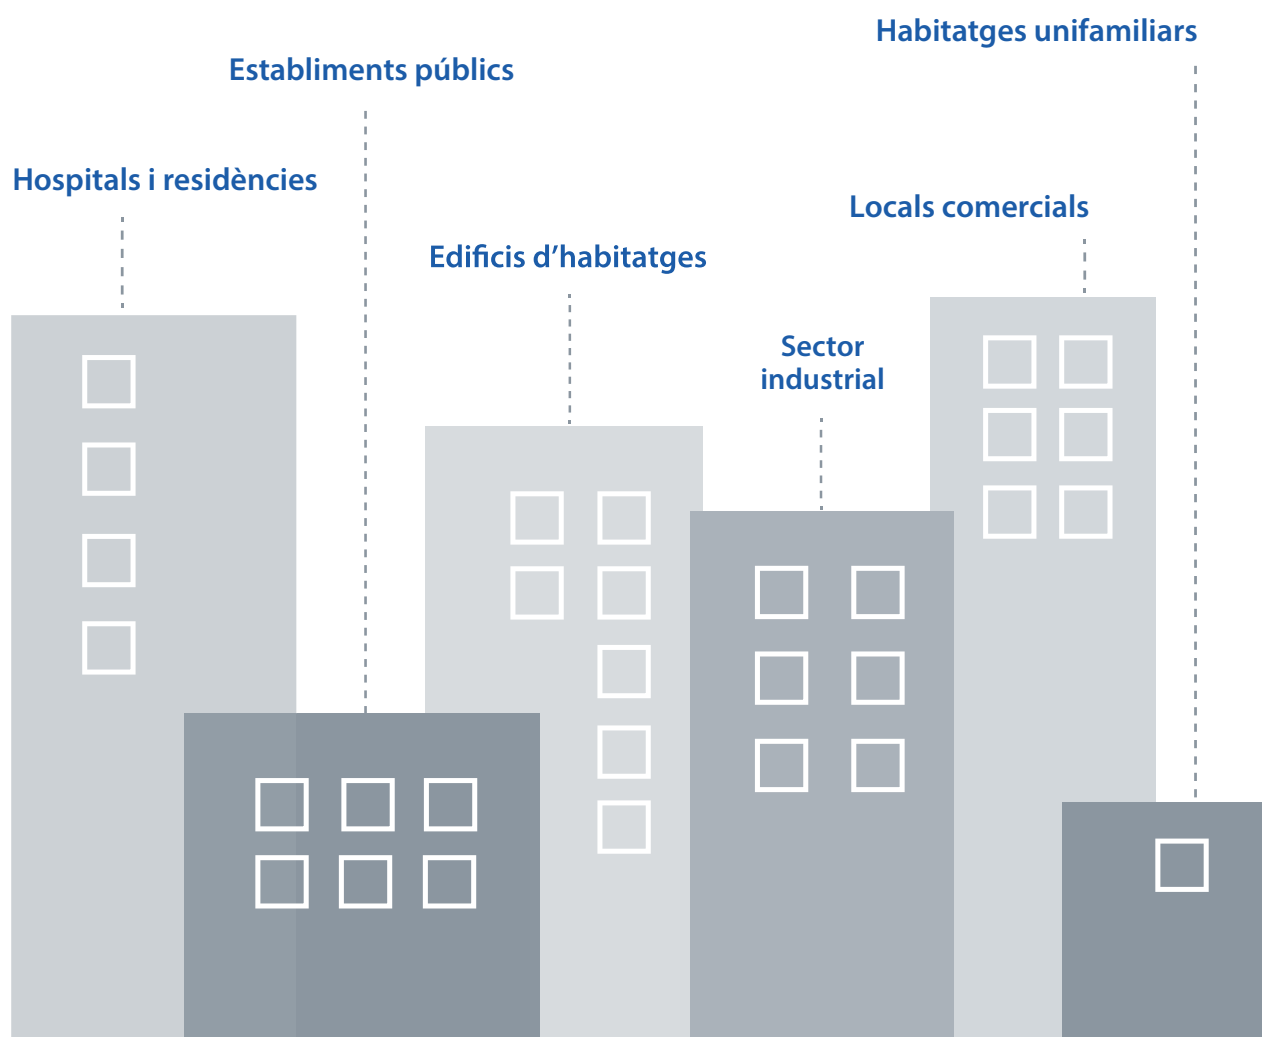 Habitatges unifamiliars
Establiments públics
Hospitals i residències
Locals comercials
Edificis d’habitatges
Sector
industrial